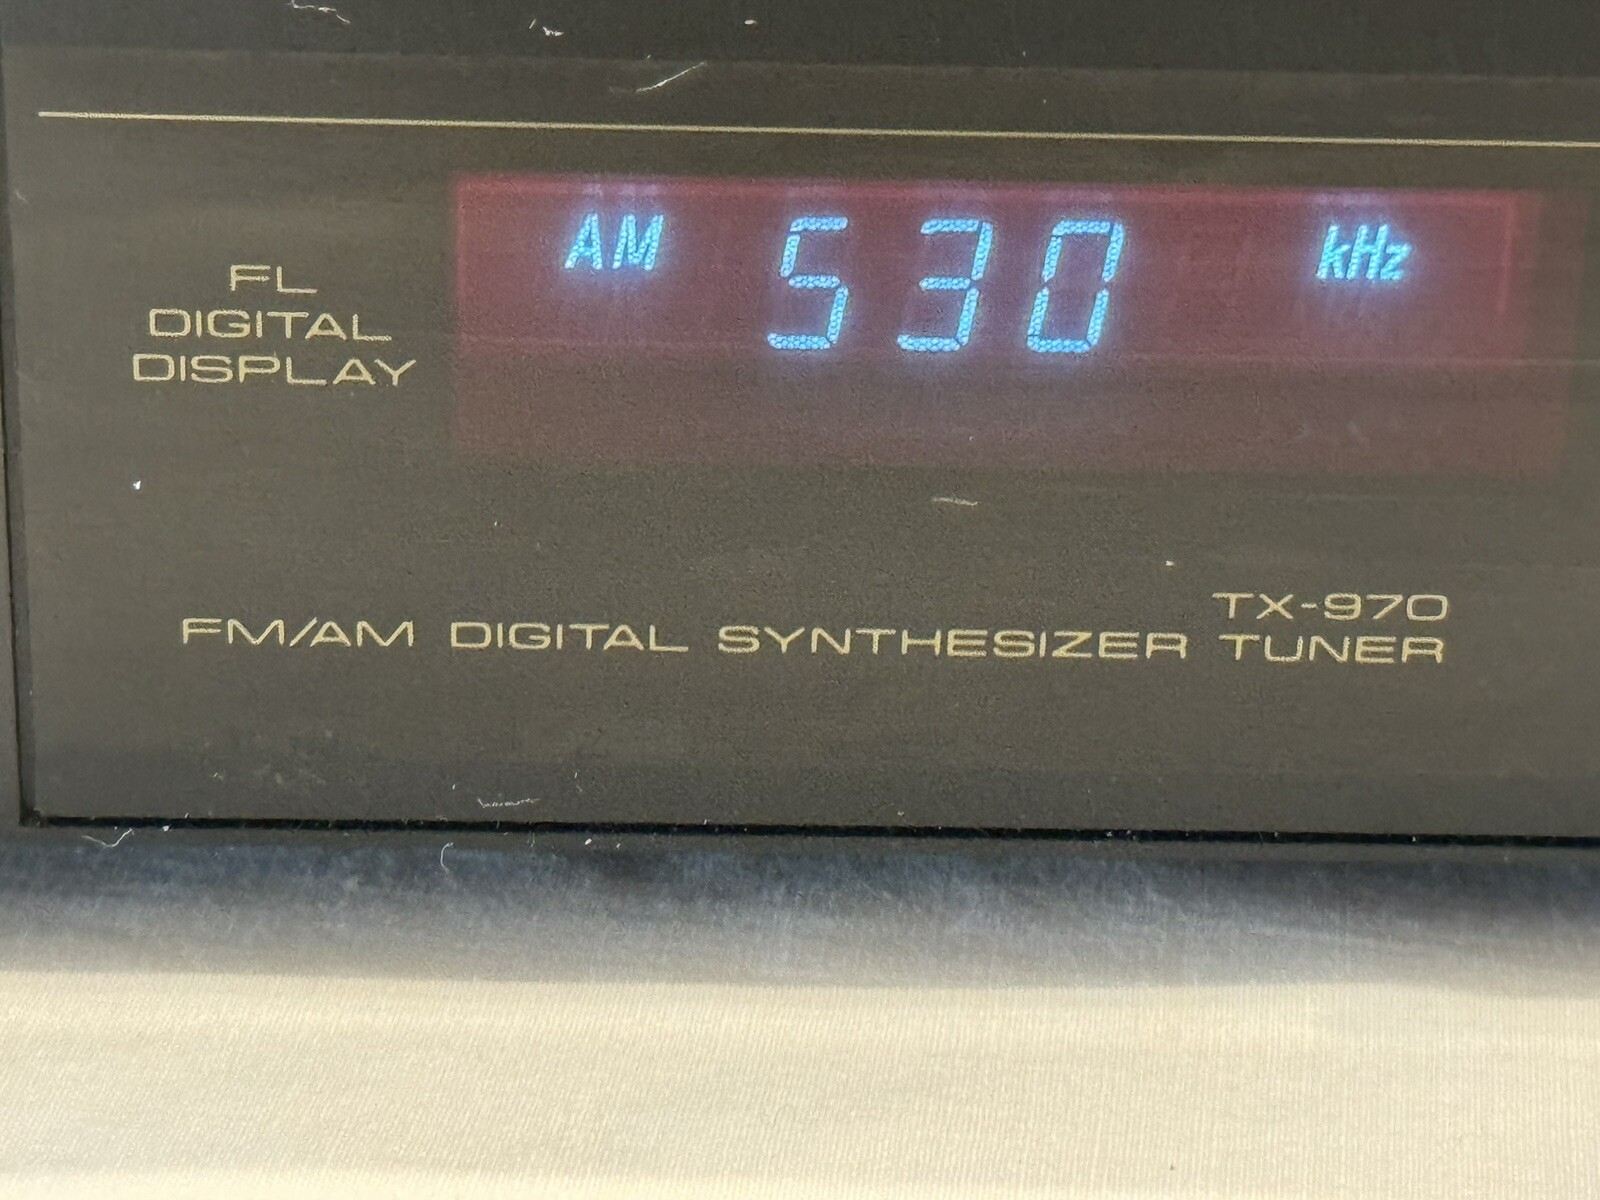 AM 530 kHz
FL
DIGITAL
DISPLAY
TX-970
FM/AM DIGITAL SYNTHESIZER TUNER